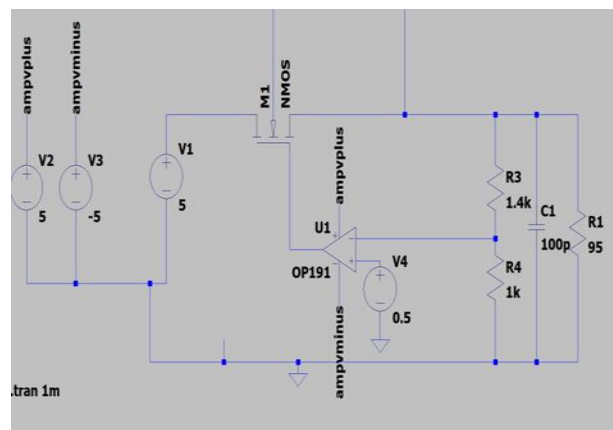 ampvplus
ampvminus
M1
NMOS
V2
5
V3
-5
V1
5
ampvplus
U1
OP191
ampvminus
V4
0.5
R3
1.4k
C1
100p
R1
95
R4
1k
.tran 1m